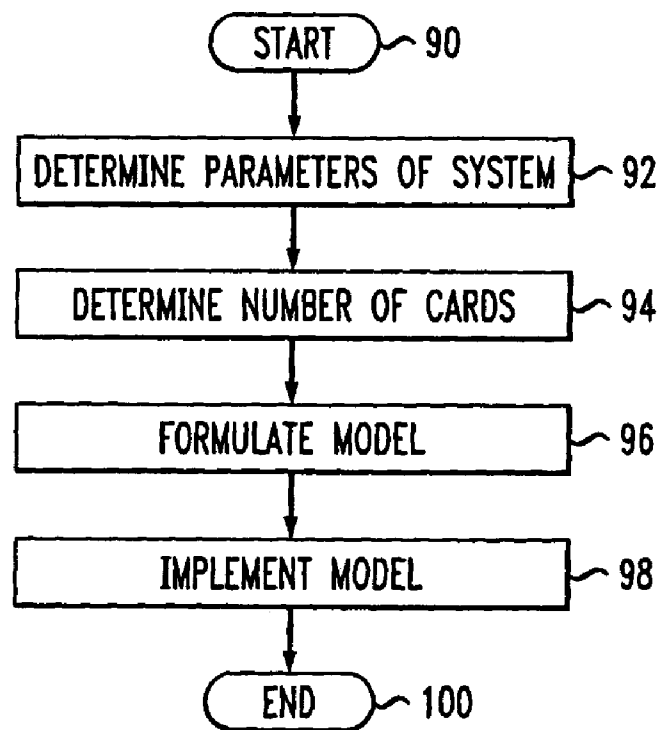 START 90
DETERMINE PARAMETERS OF SYSTEM 92
DETERMINE NUMBER OF CARDS 94
FORMULATE MODEL 96
IMPLEMENT MODEL 98
END 100